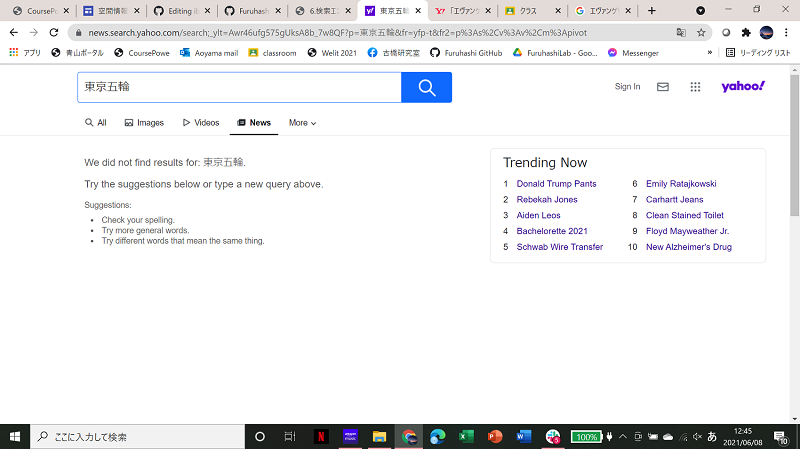 CoursePo
空間情報
Editing i
Furuhas
6.検索エ
東京五輪
「エヴァンゲ
クラス
エヴァンゲ
news.search.yahoo.com/search;_ylt=Awr46ufg575gUksA8b_7w8QF?p=東京五輪&fr=yfp-t&fr2=p%3As%2Cv%3Av%2Cm%3Apivot
アプリ
青山ポータル
CoursePowe
Aoyama mail
classroom
Welit 2021
古橋研究室
Furuhashi GitHub
FuruhashiLab - Goo...
Messenger
»
リーディング リスト
東京五輪
Sign In
yahoo!
All
Images
Videos
News
More
We did not find results for: 東京五輪.
Try the suggestions below or type a new query above.
Suggestions:
• Check your spelling.
• Try more general words.
• Try different words that mean the same thing.
Trending Now
1 Donald Trump Pants
2 Rebekah Jones
3 Aiden Leos
4 Bachelorette 2021
5 Schwab Wire Transfer
6 Emily Ratajkowski
7 Carhartt Jeans
8 Clean Stained Toilet
9 Floyd Mayweather Jr.
10 New Alzheimer's Drug
ここに入力して検索
100%
あ
12:45
2021/06/08
10